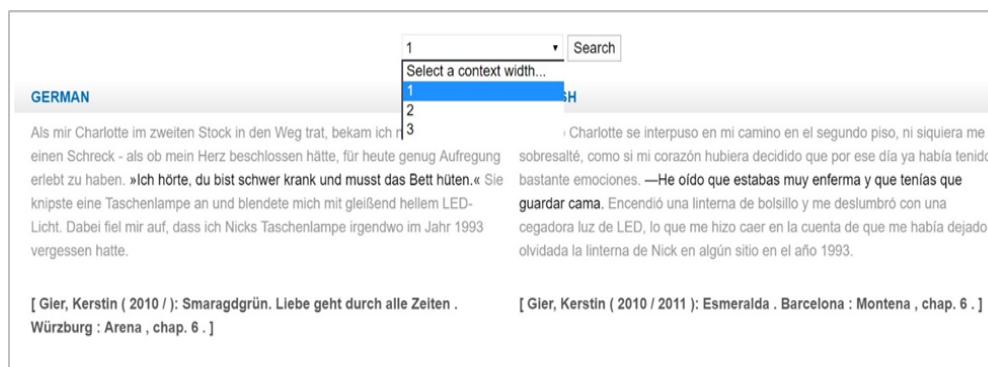 1 Search
Select a context width...
1
2
3
GERMAN
SH
Als mir Charlotte im zweiten Stock in den Weg trat, bekam ich
einen Schreck - als ob mein Herz beschlossen hätte, für heute genug Aufregung
erlebt zu haben. »Ich hörte, du bist schwer krank und musst das Bett hüten.« Sie
knipste eine Taschenlampe an und blendete mich mit gleißend hellem LED-
Licht. Dabei fiel mir auf, dass ich Nicks Taschenlampe irgendwo im Jahr 1993
vergessen hatte.
[ Gier, Kerstin ( 2010 / ): Smaragdgrün. Liebe geht durch alle Zeiten .
Würzburg : Arena , chap. 6 . ]
Charlotte se interpuso en mi camino en el segundo piso, ni siquiera me
sobresalté, como si mi corazón hubiera decidido que por ese día ya había tenido
bastante emociones. —He oído que estabas muy enferma y que tenías que
guardar cama. Encendió una linterna de bolsillo y me deslumbró con una
cegadora luz de LED, lo que me hizo caer en la cuenta de que me había dejado
olvidada la linterna de Nick en algún sitio en el año 1993.
[ Gier, Kerstin ( 2010 / 2011 ): Esmeralda . Barcelona : Montena , chap. 6 . ]